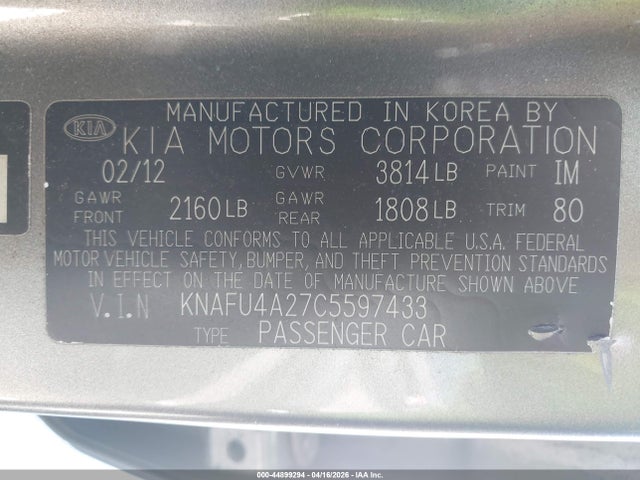 MANUFACTURED IN KOREA BY
KIA KIA MOTORS CORPORATION
02/12 GVWR 3814 LB PAINT IM
GAWR FRONT 2160 LB GAWR REAR 1808 LB TRIM 80
THIS VEHICLE CONFORMS TO ALL APPLICABLE U.S.A. FEDERAL
MOTOR VEHICLE SAFETY, BUMPER, AND THEFT PREVENTION STANDARDS
IN EFFECT ON THE DATE OF MANUFACTURE SHOWN ABOVE
V.I.N KNAFU4A27C5597433
TYPE PASSENGER CAR
000-44899294 - 04/16/2026 - IAA Inc.